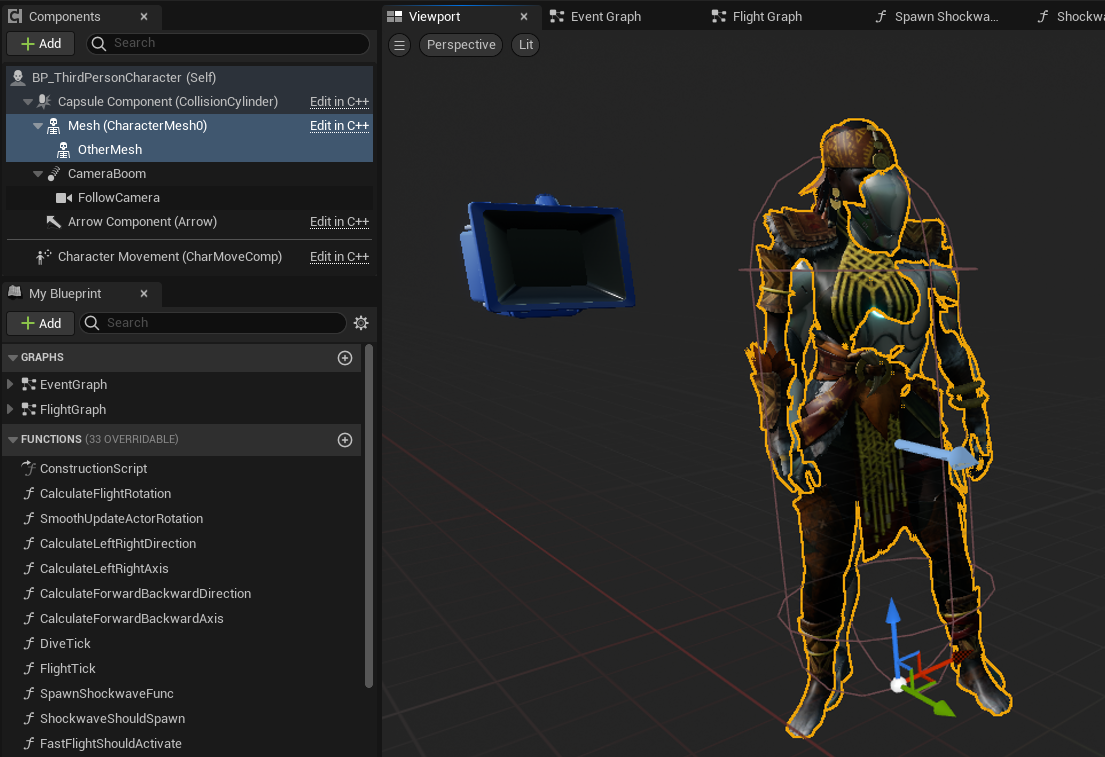 Components
Viewport
Event Graph
Flight Graph
Spawn Shockwa...
Shockwa
Add
Search
Perspective
Lit
BP_ThirdPersonCharacter (Self)
Capsule Component (CollisionCylinder) Edit in C++
Mesh (CharacterMesh0) Edit in C++
OtherMesh
CameraBoom
FollowCamera
Arrow Component (Arrow) Edit in C++
Character Movement (CharMoveComp) Edit in C++
My Blueprint
Add
Search
GRAPHS
EventGraph
FlightGraph
FUNCTIONS (33 OVERRIDABLE)
ConstructionScript
CalculateFlightRotation
SmoothUpdateActorRotation
CalculateLeftRightDirection
CalculateLeftRightAxis
CalculateForwardBackwardDirection
CalculateForwardBackwardAxis
DiveTick
FlightTick
SpawnShockwaveFunc
ShockwaveShouldSpawn
FastFlightShouldActivate